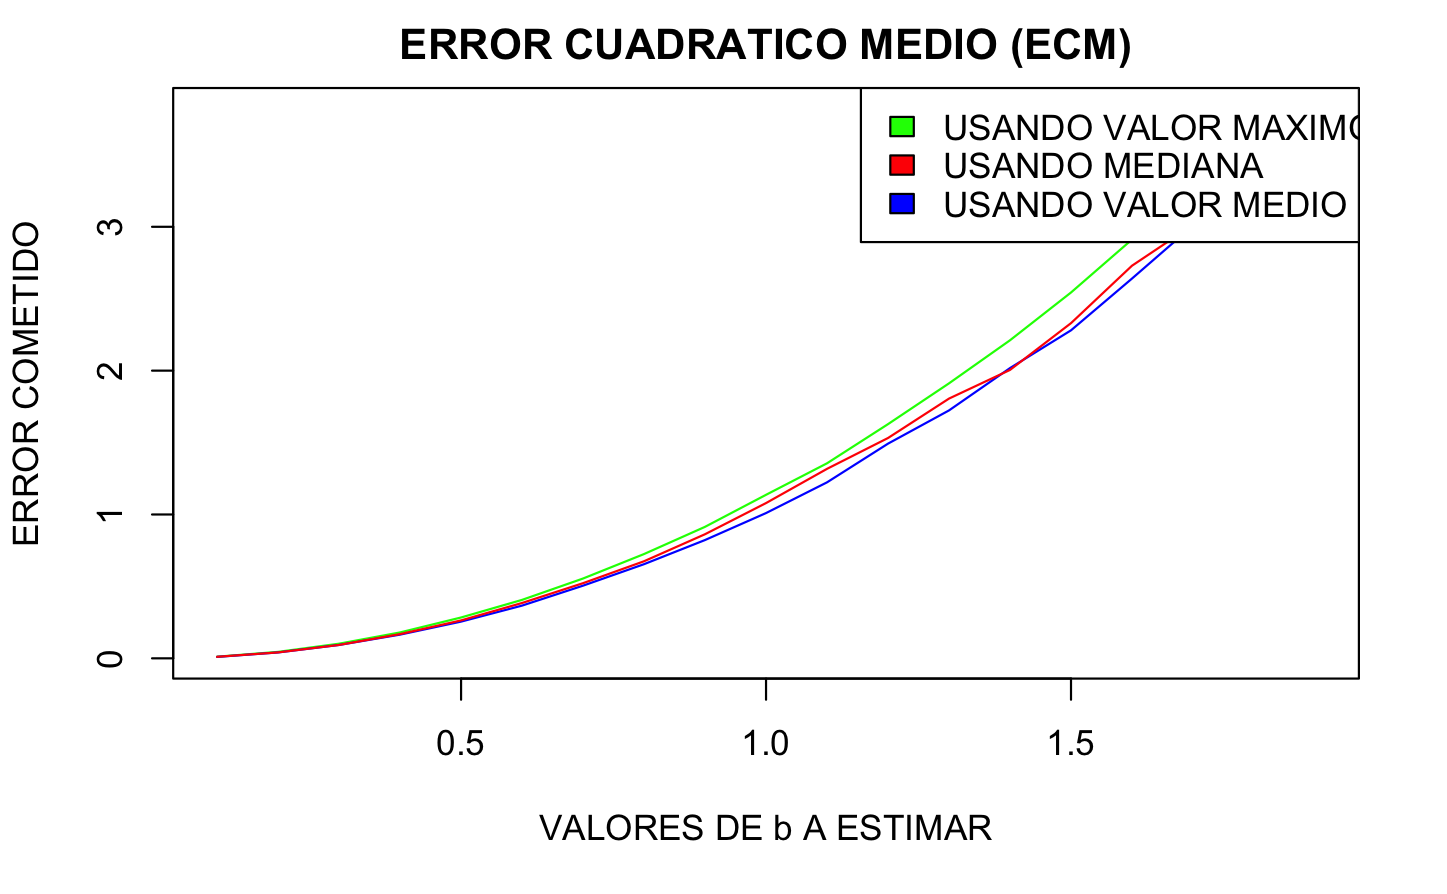 ERROR CUADRATICO MEDIO (ECM)
USANDO VALOR MAXIMO
USANDO MEDIANA
USANDO VALOR MEDIO
ERROR COMETIDO
3
2
1
0
0.5 1.0 1.5
VALORES DE b A ESTIMAR